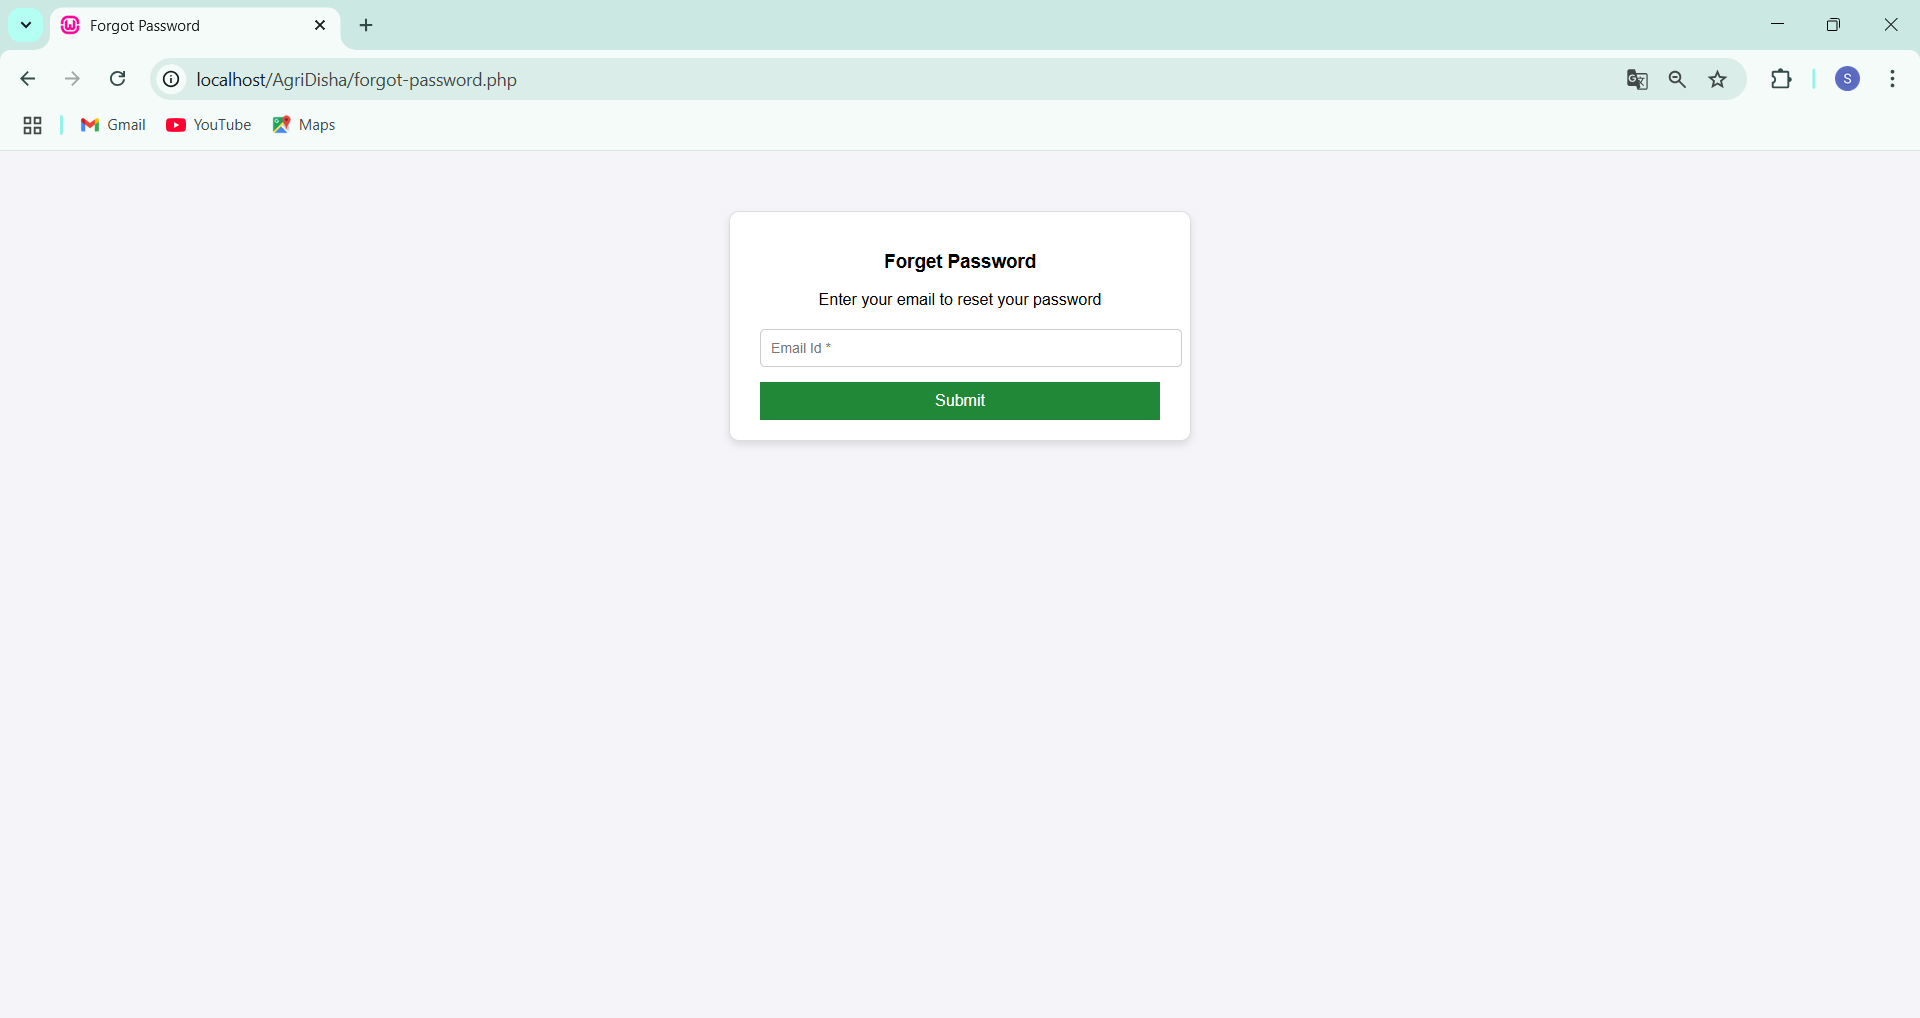 Forgot Password
localhost/AgriDisha/forgot-password.php
S
Gmail YouTube Maps
Forget Password
Enter your email to reset your password
Email Id *
Submit